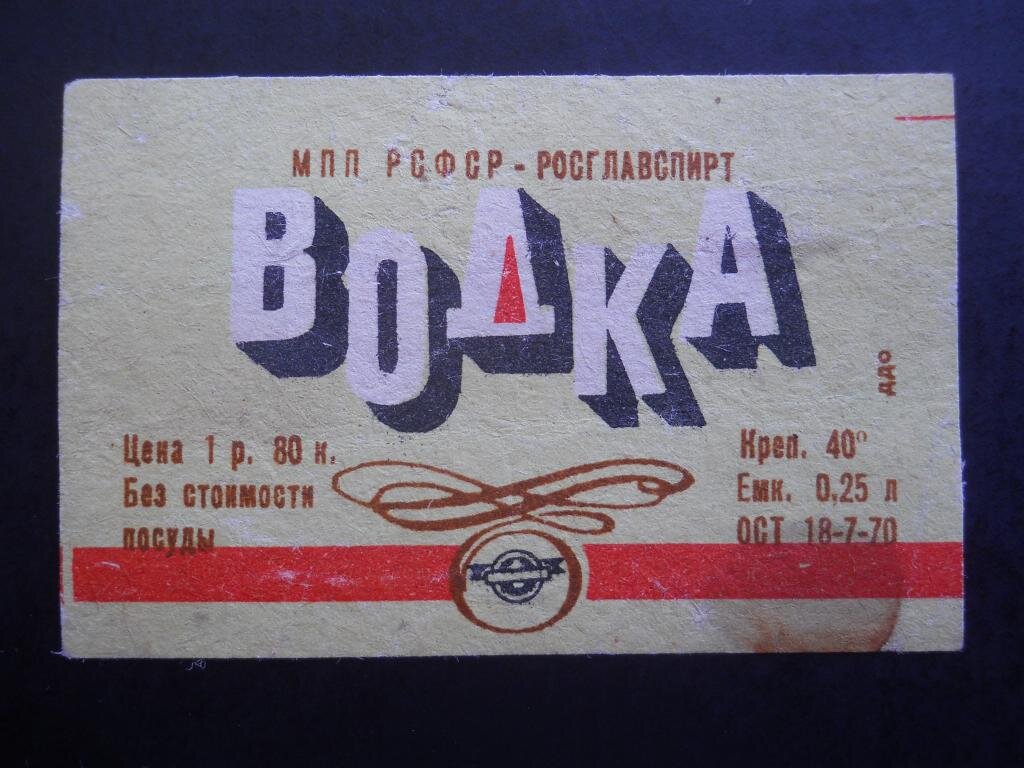 МПП РСФСР - РОСГЛАВСПИРТ
ВОДКА
ДДО
Цена 1 р. 80 к.
Без стоимости
посуды
Креп. 40°
Емк. 0,25 л
ОСТ 18-7-70